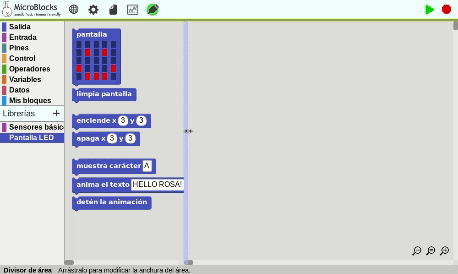 MicroBlocks
small, fast, human friendly
Salida
Entrada
Pines
Control
Operadores
Variables
Datos
Mis bloques
Librerías +
Sensores básic
Pantalla LED
pantalla
limpia pantalla
enciende x 3 y 3
apaga x 3 y 3
muestra carácter A
anima el texto HELLO ROSA!
detén la animación
Divisor de área Arrástralo para modificar la anchura del área.